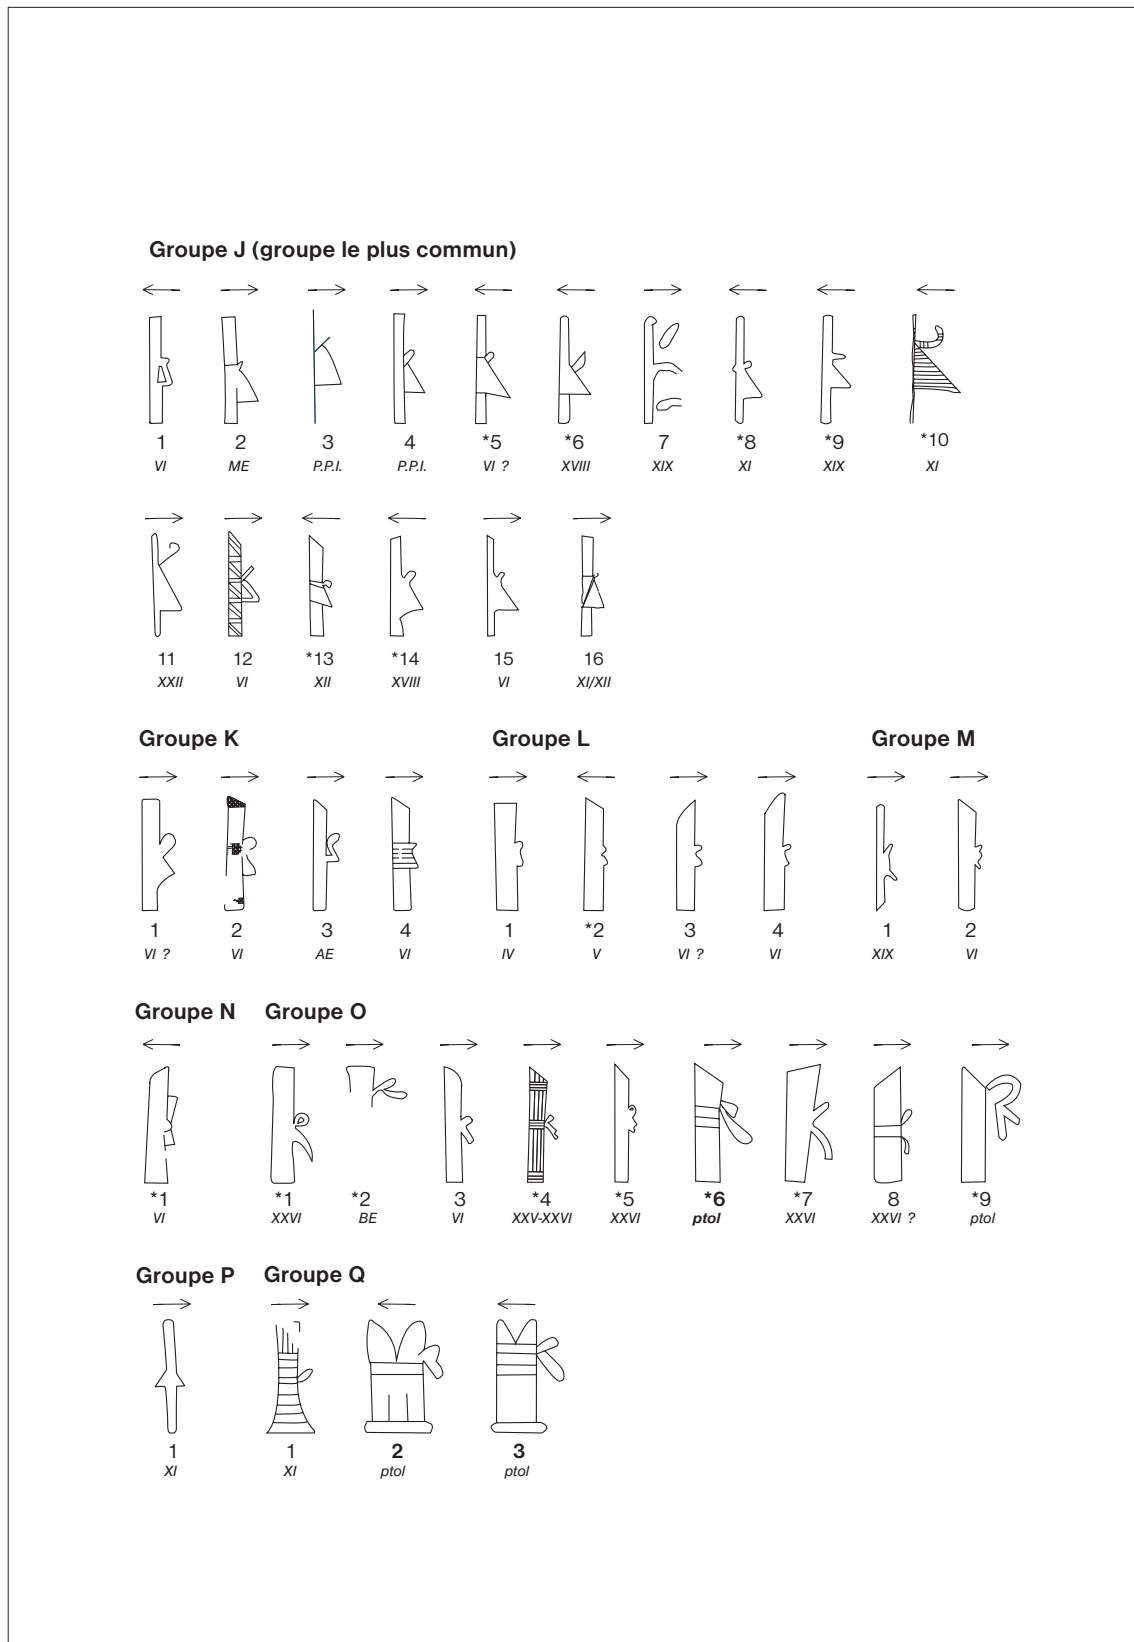 Groupe J (groupe le plus commun)
1 2 3 4 *5 *6 7 *8 *9 *10
VI ME P.P.I. P.P.I. VI ? XVIII XIX XI XIX XI
11 12 *13 *14 15 16
XXII VI XII XVIII VI XI/XII
Groupe K Groupe L Groupe M
1 2 3 4 1 *2 3 4 1 2
VI ? VI AE VI IV V VI ? VI XIX VI
Groupe N Groupe O
*1 *1 *2 3 *4 *5 *6 *7 8 *9
VI XXVI BE VI XXV-XXVI XXVI ptol XXVI XXVI ? ptol
Groupe P Groupe Q
1 1 2 3
XI XI ptol ptol